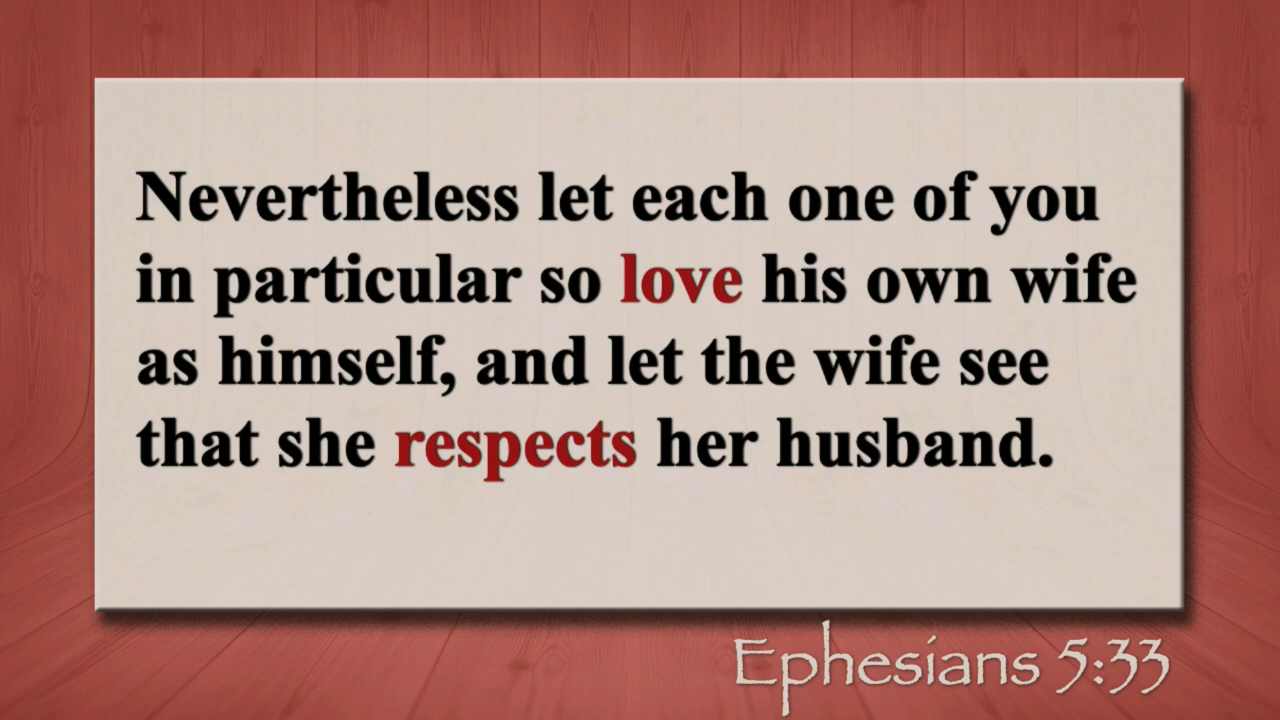 Nevertheless let each one of you
in particular so love his own wife
as himself, and let the wife see
that she respects her husband.
Ephesians 5:33